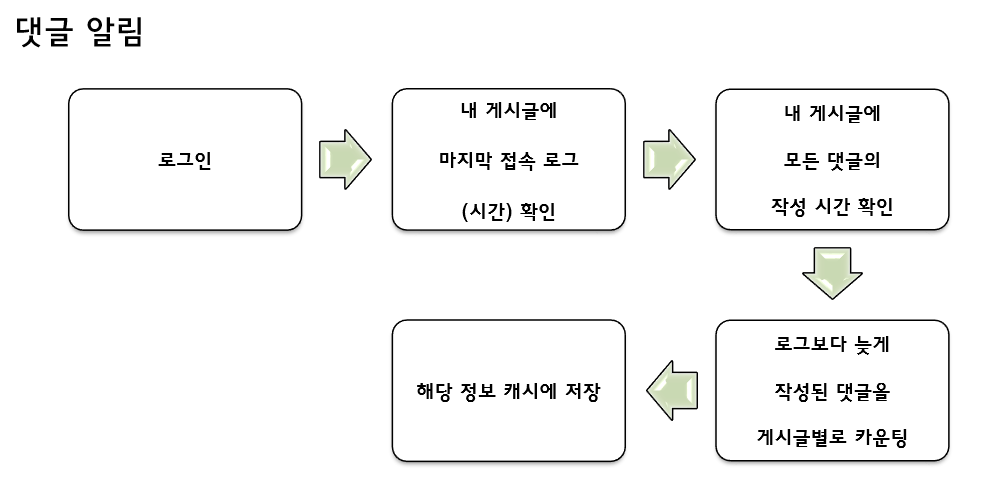 댓글 알림
로그인
내 게시글에
마지막 접속 로그
(시간) 확인
내 게시글에
모든 댓글의
작성 시간 확인
로그보다 늦게
작성된 댓글을
게시글별로 카운팅
해당 정보 캐시에 저장